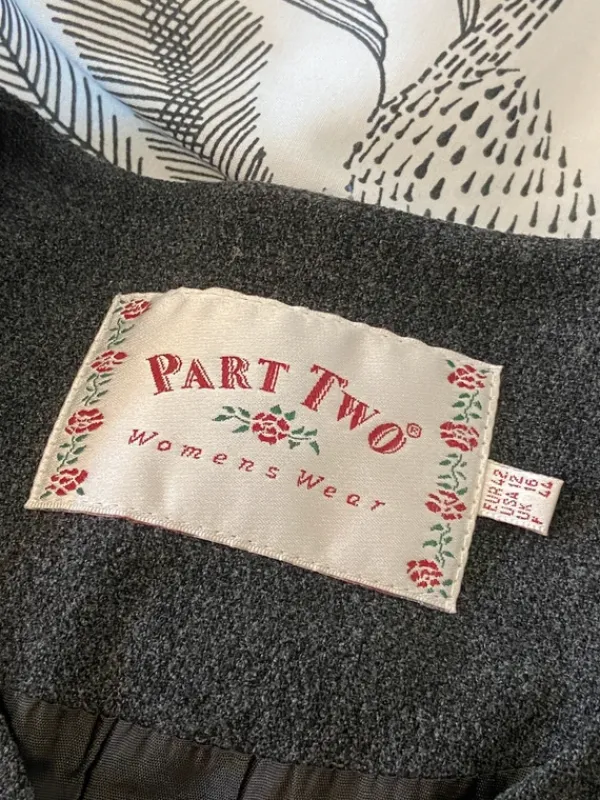 PART TWO®
Womens Wear
EUR 42
USA 12
UK 16
F 44